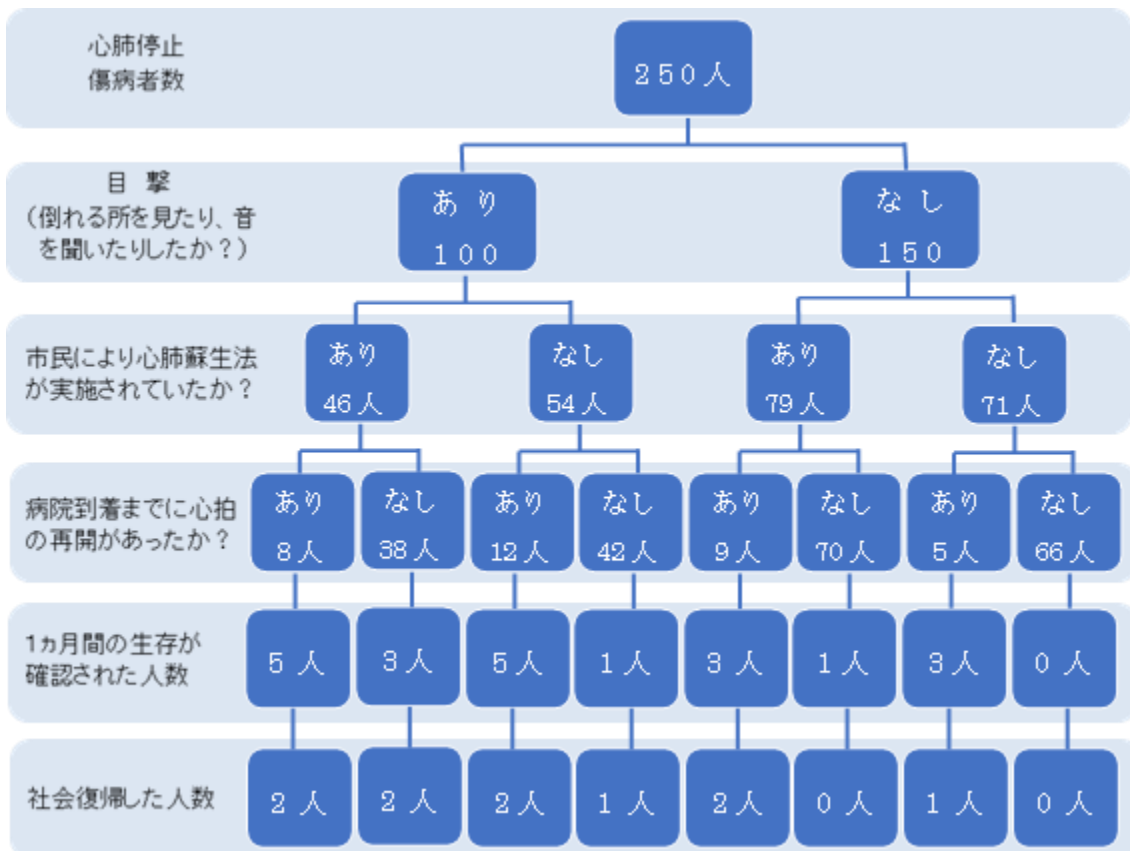 心肺停止
傷病者数
２５０人
目 撃
（倒れる所を見たり、音
を聞いたりしたか？）
あ り
１００
な し
１５０
市民により心肺蘇生法
が実施されていたか？
あり
46人
なし
54人
あり
79人
なし
71人
病院到着までに心拍
の再開があったか？
あり
8人
なし
38人
あり
12人
なし
42人
あり
9人
なし
70人
あり
5人
なし
66人
1ヵ月間の生存が
確認された人数
５人
３人
５人
１人
３人
１人
３人
０人
社会復帰した人数
２人
２人
２人
１人
２人
０人
１人
０人